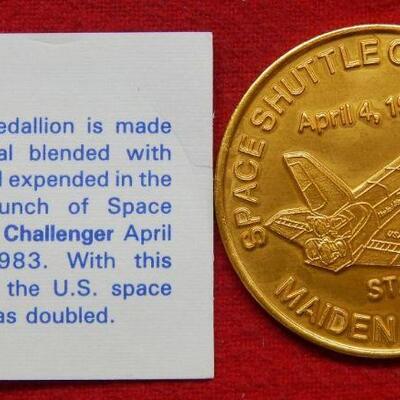 edallion is made
al blended with
l expended in the
unch of Space
Challenger April
983. With this
the U.S. space
as doubled.
SPACE SHUTTLE C
April 4, 19
USA
ST
MAIDEN